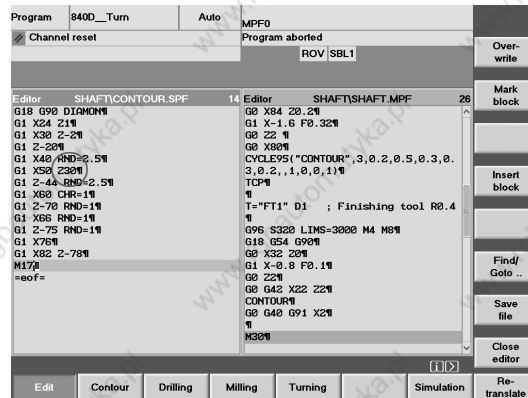 Program
840D__Turn
Auto
MPF0
Channel reset
Program aborted
ROV SBL1
Editor SHAFT\CONTOUR.SPF 14
G18 G90 DIAMON¶
G1 X24 Z1¶
G1 X30 Z-2¶
G1 Z-20¶
G1 X40 RND=2.5¶
G1 X50 Z30¶
G1 Z-44 RND=2.5¶
G1 X60 CHR=1¶
G1 Z-70 RND=1¶
G1 X66 RND=1¶
G1 Z-75 RND=1¶
G1 X76¶
G1 X82 Z-78¶
M17¶
=eof=
Editor SHAFT\SHAFT.MPF 26
G0 X84 Z0.2¶
G1 X-1.6 F0.32¶
G0 Z2 ¶
G0 X80¶
CYCLE95("CONTOUR",3,0.2,0.5,0.3,0.
3,0.2,,1,0,0,1)¶
TCP¶
¶
T="FT1" D1 ; Finishing tool R0.4
¶
G96 S320 LIMS=3000 M4 M8¶
G18 G54 G90¶
G0 X32 Z0¶
G1 X-0.8 F0.1¶
G0 Z2¶
G0 G42 X22 Z2¶
CONTOUR¶
G0 G40 G91 X2¶
¶
M30¶
Over-
write
Mark
block
Insert
block
Find/
Goto ..
Save
file
Close
editor
Re-
translate
Edit
Contour
Drilling
Milling
Turning
Simulation